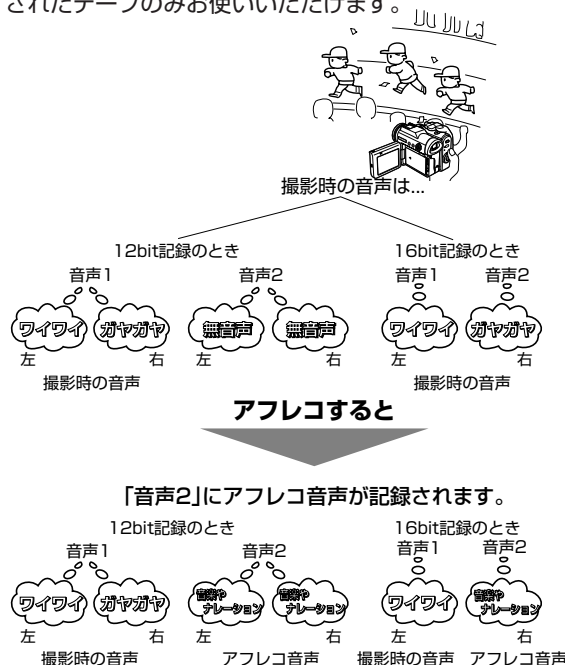 されたテープのみお使いいただけます。
撮影時の音声は...
12bit記録のとき 16bit記録のとき
音声1 音声2 音声1 音声2
ワイワイ ガヤガヤ 無音声 無音声 ワイワイ ガヤガヤ
左 右 左 右 左 右
撮影時の音声 撮影時の音声
アフレコすると
「音声2」にアフレコ音声が記録されます。
12bit記録のとき 16bit記録のとき
音声1 音声2 音声1 音声2
ワイワイ ガヤガヤ 音楽や 音楽や ワイワイ 音楽や
ナレーション ナレーション ナレーション
左 右 左 右 左 右
撮影時の音声 アフレコ音声 撮影時の音声 アフレコ音声